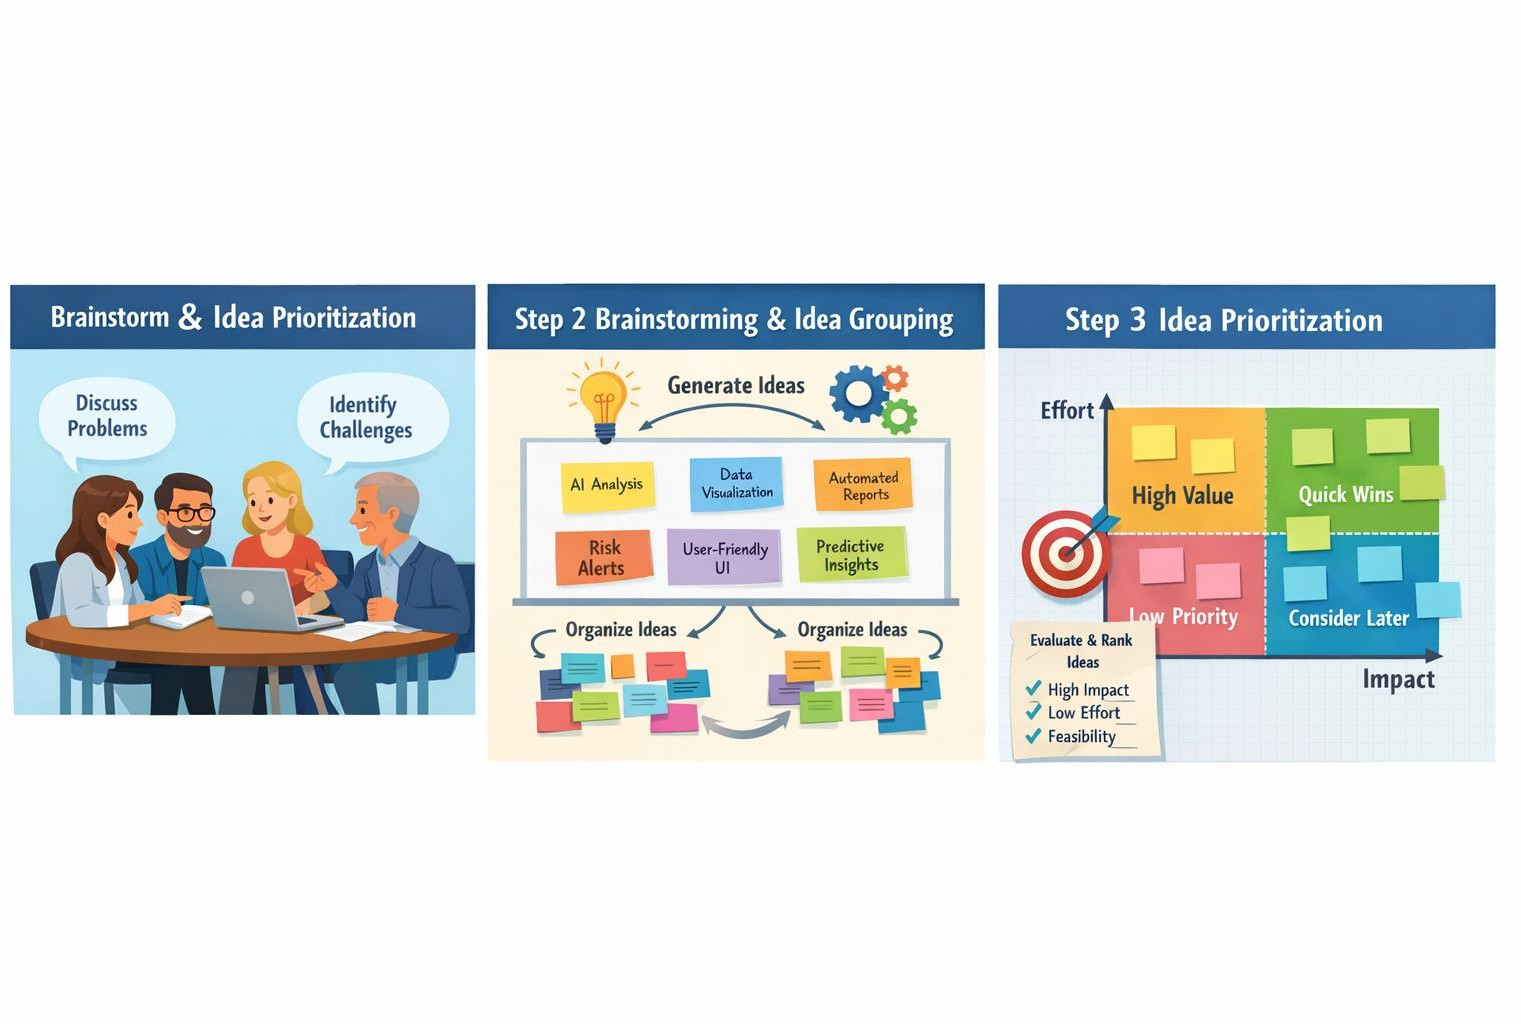 Brainstorm & Idea Prioritization
Discuss
Problems
Identify
Challenges
Step 2 Brainstorming & Idea Grouping
Generate Ideas
AI Analysis
Data
Visualization
Automated
Reports
Risk
Alerts
User-Friendly
UI
Predictive
Insights
Organize Ideas
Organize Ideas
Step 3 Idea Prioritization
Effort
High Value
Quick Wins
Low Priority
Consider Later
Impact
Evaluate & Rank
Ideas
High Impact
Low Effort
Feasibility